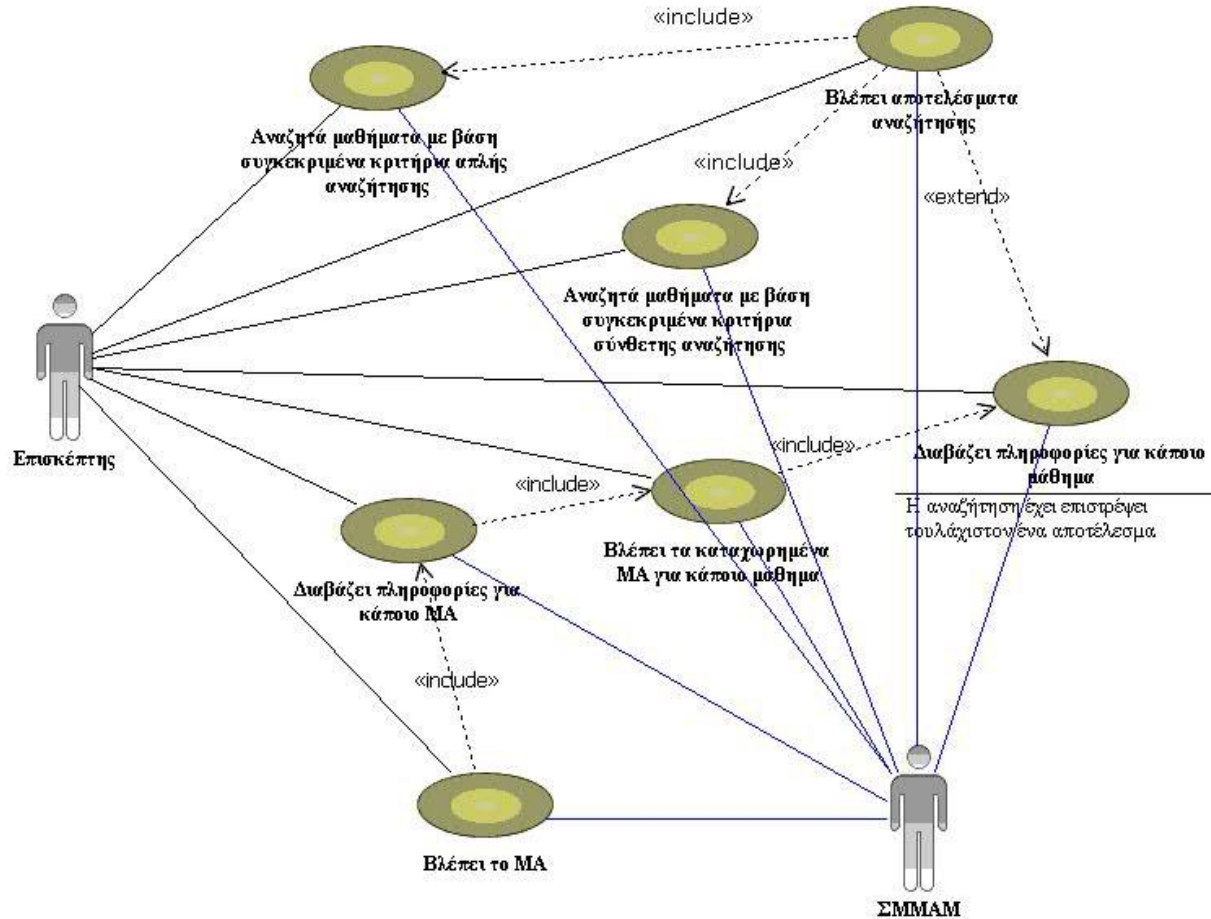 «include»
Βλέπει αποτελέσματα
αναζήτησης
Αναζητά μαθήματα με βάση
συγκεκριμένα κριτήρια απλής
αναζήτησης
«include»
«extend»
Αναζητά μαθήματα με βάση
συγκεκριμένα κριτήρια
σύνθετης αναζήτησης
Επισκέπτης
«include»
Διαβάζει πληροφορίες για κάποιο
μάθημα
Η αναζήτηση έχει επιστρέψει
τουλάχιστον ένα αποτέλεσμα
«include»
Βλέπει τα καταχωρημένα
ΜΑ για κάποιο μάθημα
Διαβάζει πληροφορίες για
κάποιο ΜΑ
«include»
Βλέπει το ΜΑ
ΣΜΜΑΜ